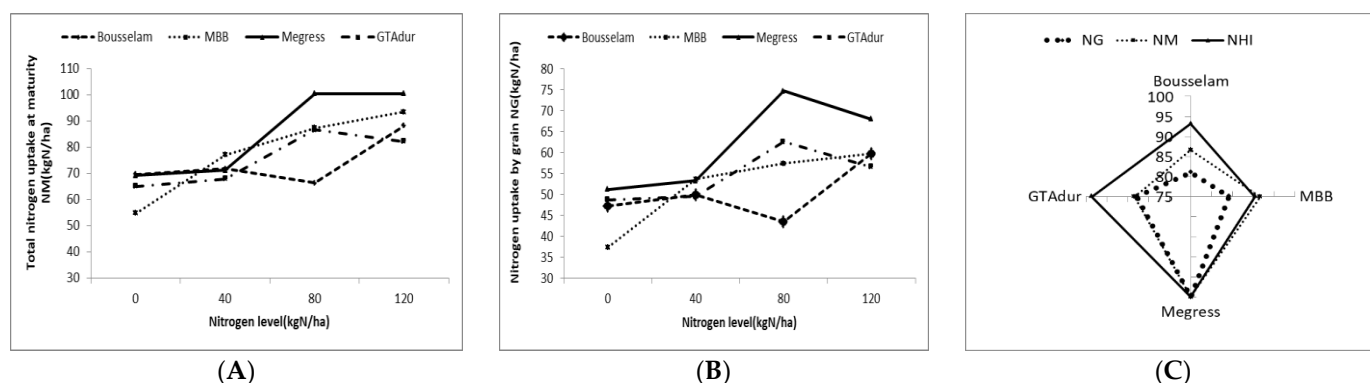 Bousselam MBB Megress GTAdur
Total nitrogen uptake at maturity
NM(kgN/ha)
110
100
90
80
70
60
50
40
30
0 40 80 120
Nitrogen level(kgN/ha)
(A)
Bousselam MBB Megress GTAdur
Nitrogen uptake by grain NG(kgN/ha)
80
75
70
65
60
55
50
45
40
35
30
0 40 80 120
Nitrogen level(kgN/ha)
(B)
NG NM NHI
Bousselam
100
95
90
85
80
75
GTAdur MBB
Megress
(C)